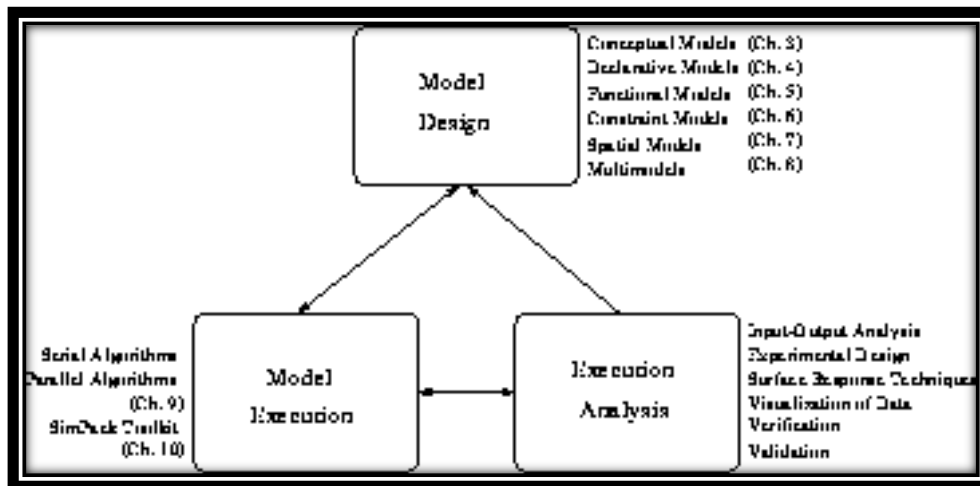 Model
Design
Conceptual Models (Ch. 3)
Declarative Models (Ch. 4)
Functional Models (Ch. 5)
Constraint Models (Ch. 6)
Spatial Models (Ch. 7)
Multimodels (Ch. 8)
Serial Algorithms
Parallel Algorithms
(Ch. 9)
SimPack Toolkit
(Ch. 10)
Model
Execution
Execution
Analysis
Input-Output Analysis
Experimental Design
Surface Response Techniques
Visualization of Data
Verification
Validation